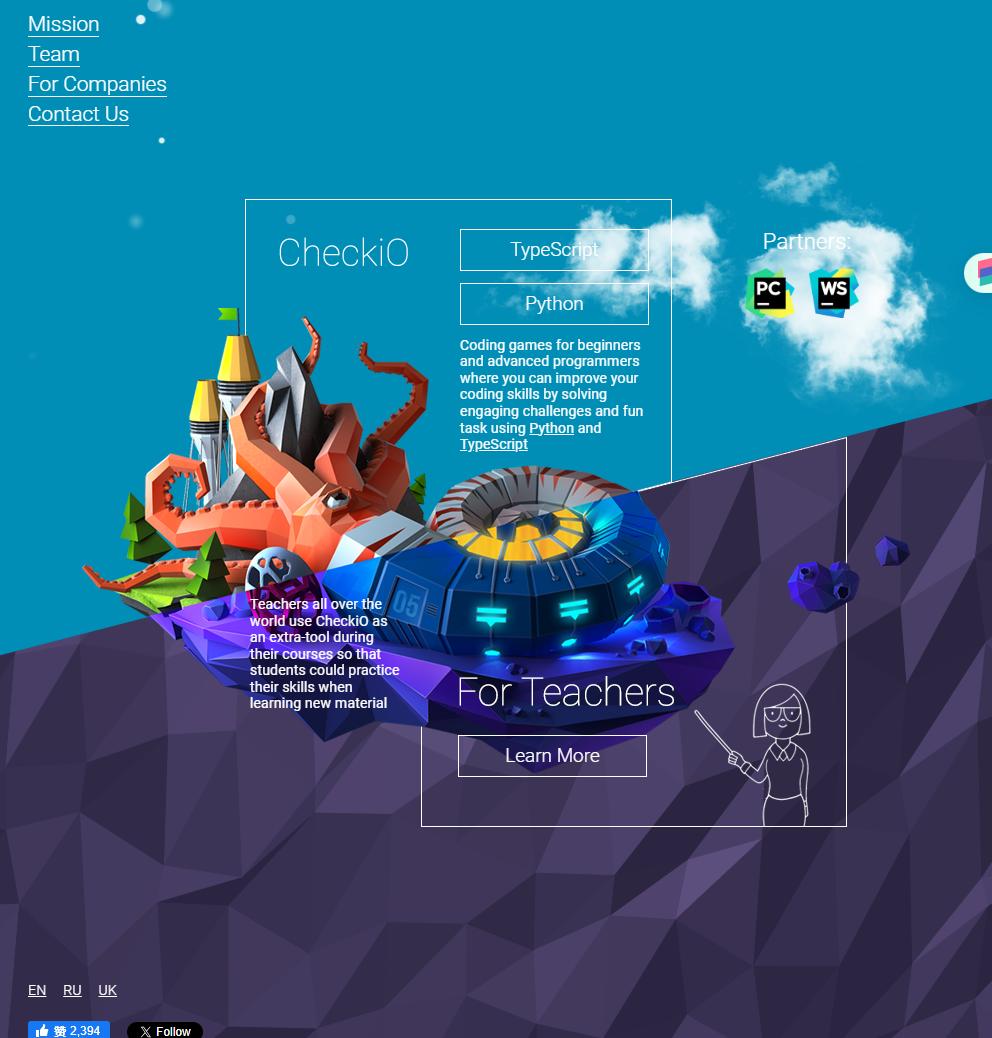 Mission
Team
For Companies
Contact Us
CheckiO
TypeScript
Python
Coding games for beginners
and advanced programmers
where you can improve your
coding skills by solving
engaging challenges and fun
task using Python and
TypeScript
Partners:
PC
WS
05
Teachers all over the
world use CheckiO as
an extra-tool during
their courses so that
students could practice
their skills when
learning new material
For Teachers
Learn More
EN RU UK
赞 2,394
X Follow